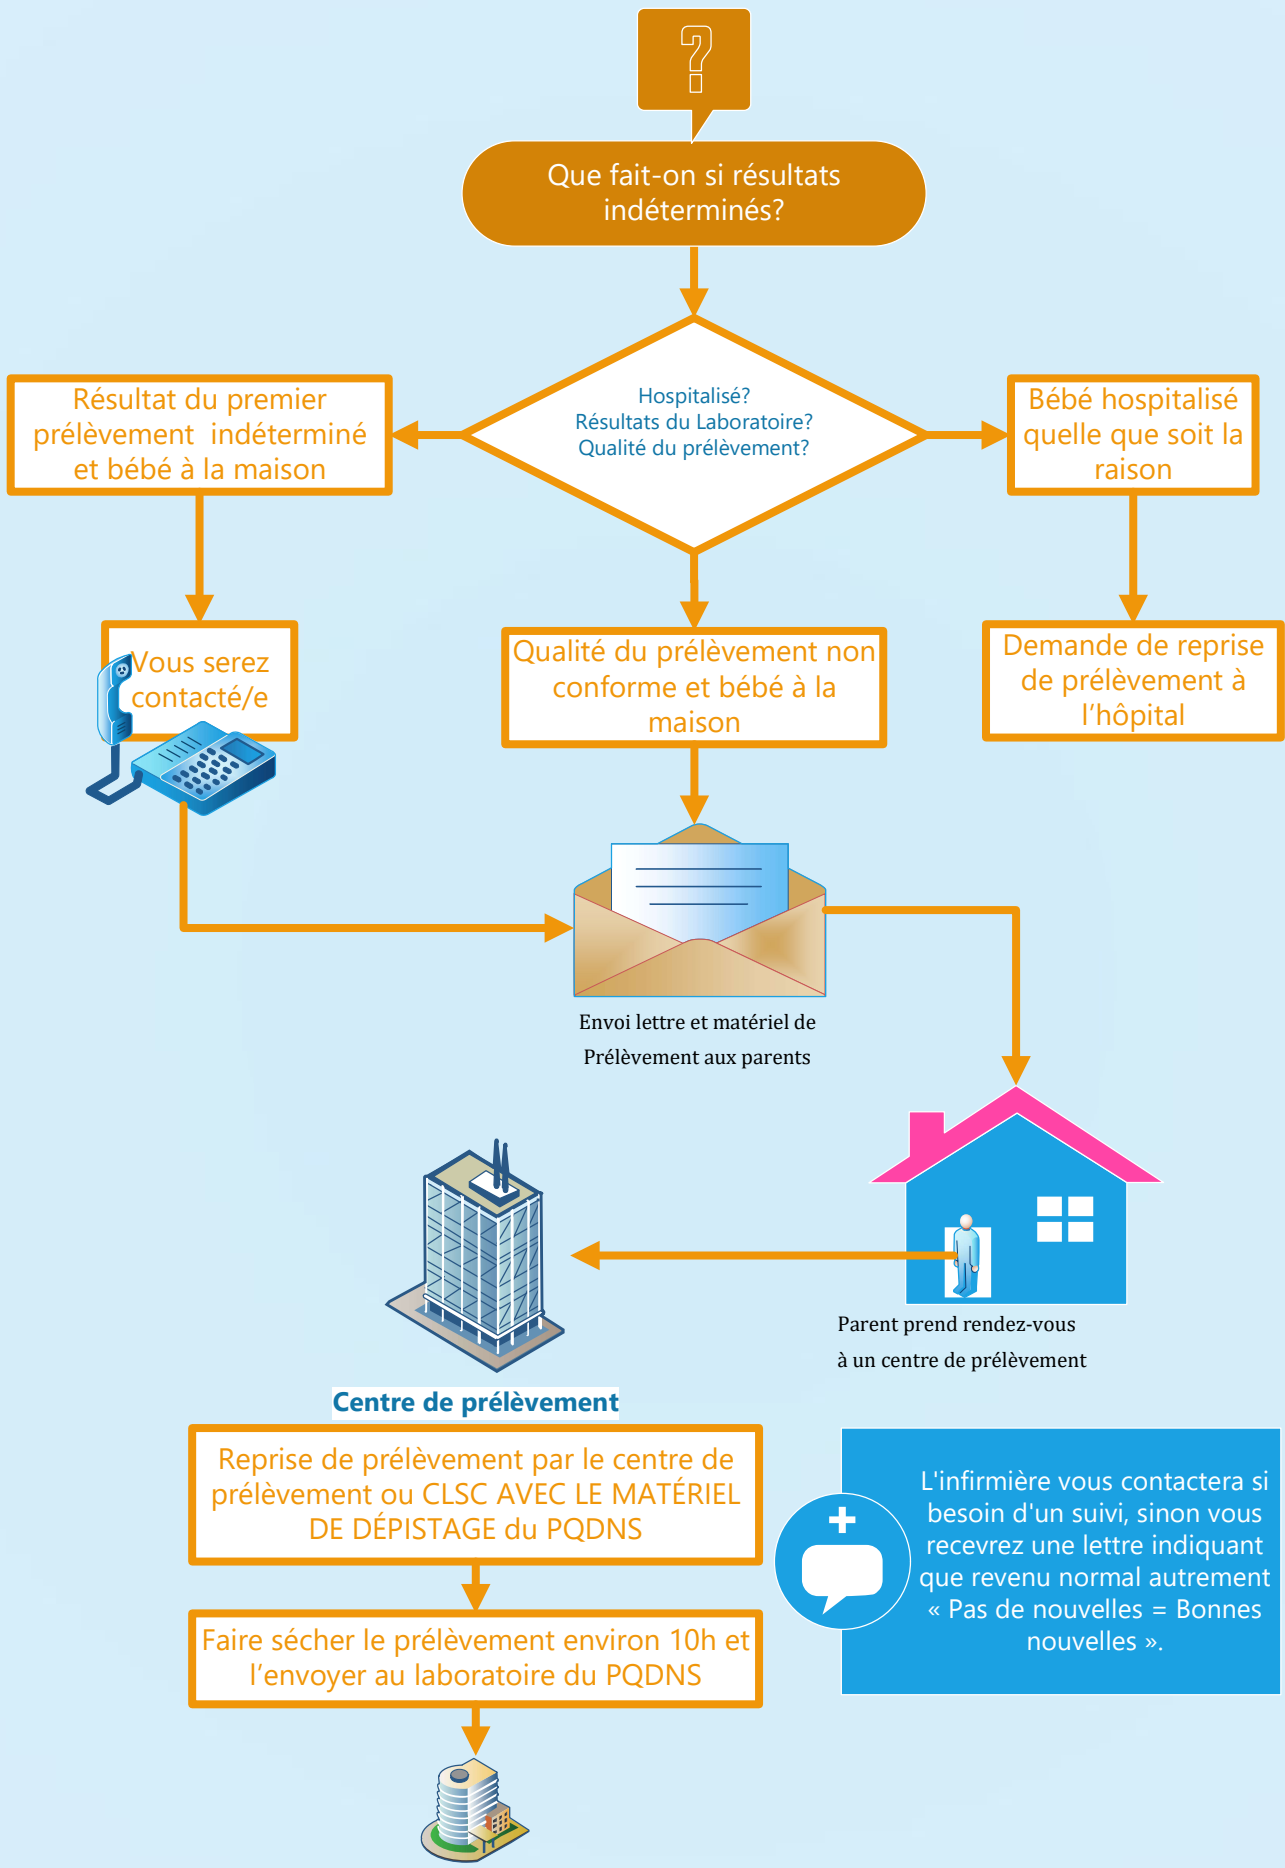 ?
Que fait-on si résultats
indéterminés?
Hospitalisé?
Résultats du Laboratoire?
Qualité du prélèvement?
Résultat du premier
prélèvement indéterminé
et bébé à la maison
Bébé hospitalisé
quelle que soit la
raison
Vous serez
contacté/e
Qualité du prélèvement non
conforme et bébé à la
maison
Demande de reprise
de prélèvement à
l’hôpital
Envoi lettre et matériel de
Prélèvement aux parents
Parent prend rendez-vous
à un centre de prélèvement
Centre de prélèvement
Reprise de prélèvement par le centre de
prélèvement ou CLSC AVEC LE MATÉRIEL
DE DÉPISTAGE du PQDNS
Faire sécher le prélèvement environ 10h et
l’envoyer au laboratoire du PQDNS
L'infirmière vous contactera si
besoin d'un suivi, sinon vous
recevrez une lettre indiquant
que revenu normal autrement
« Pas de nouvelles = Bonnes
nouvelles ».